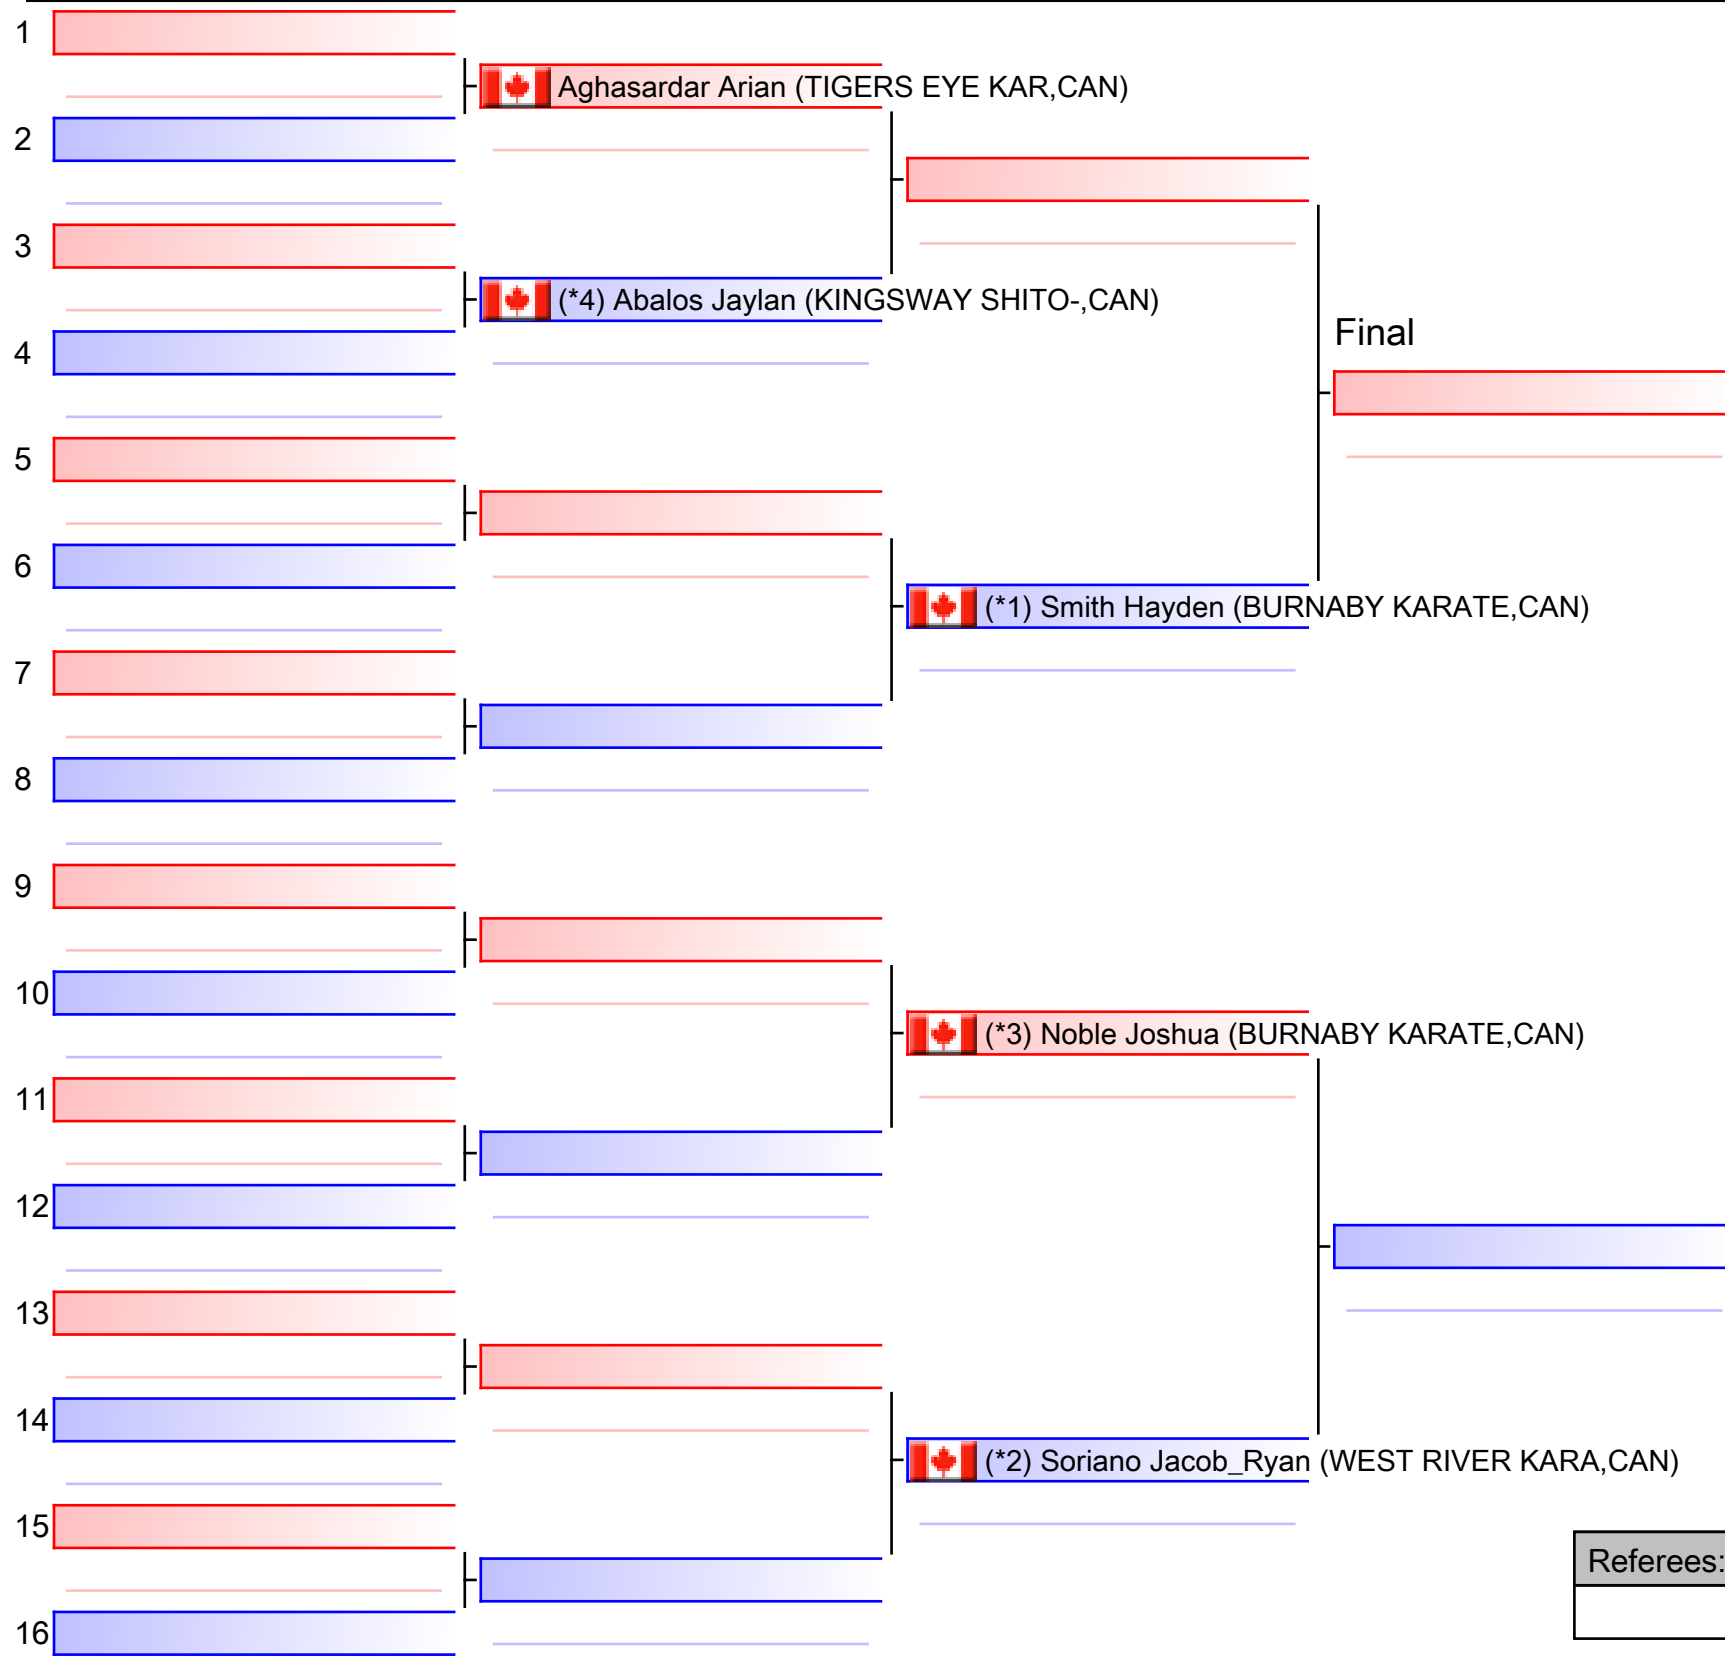 1
Aghasardar Arian (TIGERS EYE KAR,CAN)
2
3
(*4) Abalos Jaylan (KINGSWAY SHITO-,CAN)
Final
4
5
6
(*1) Smith Hayden (BURNABY KARATE,CAN)
7
8
9
10
(*3) Noble Joshua (BURNABY KARATE,CAN)
11
12
13
14
(*2) Soriano Jacob_Ryan (WEST RIVER KARA,CAN)
15
Referees:
16